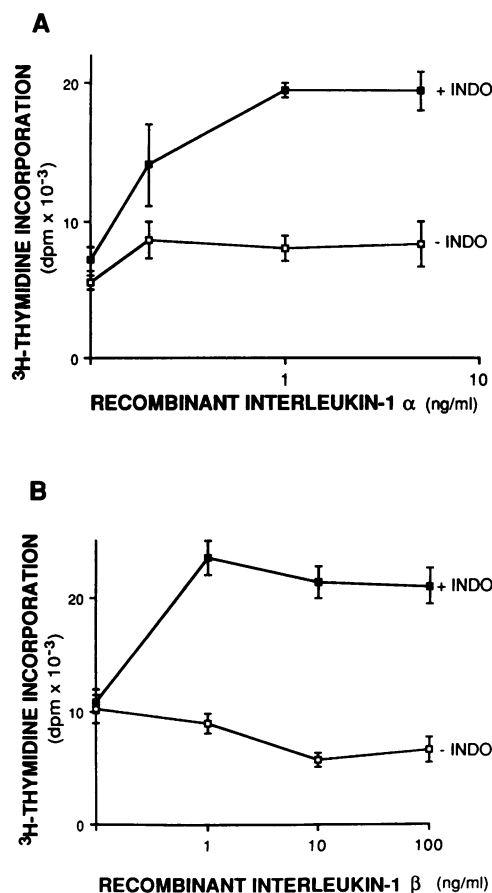 A
³H-THYMIDINE INCORPORATION
(dpm x 10⁻³)
20
10
0
+ INDO
- INDO
1
10
RECOMBINANT INTERLEUKIN-1 α (ng/ml)
B
³H-THYMIDINE INCORPORATION
(dpm x 10⁻³)
20
10
0
+ INDO
- INDO
1
10
100
RECOMBINANT INTERLEUKIN-1 β (ng/ml)